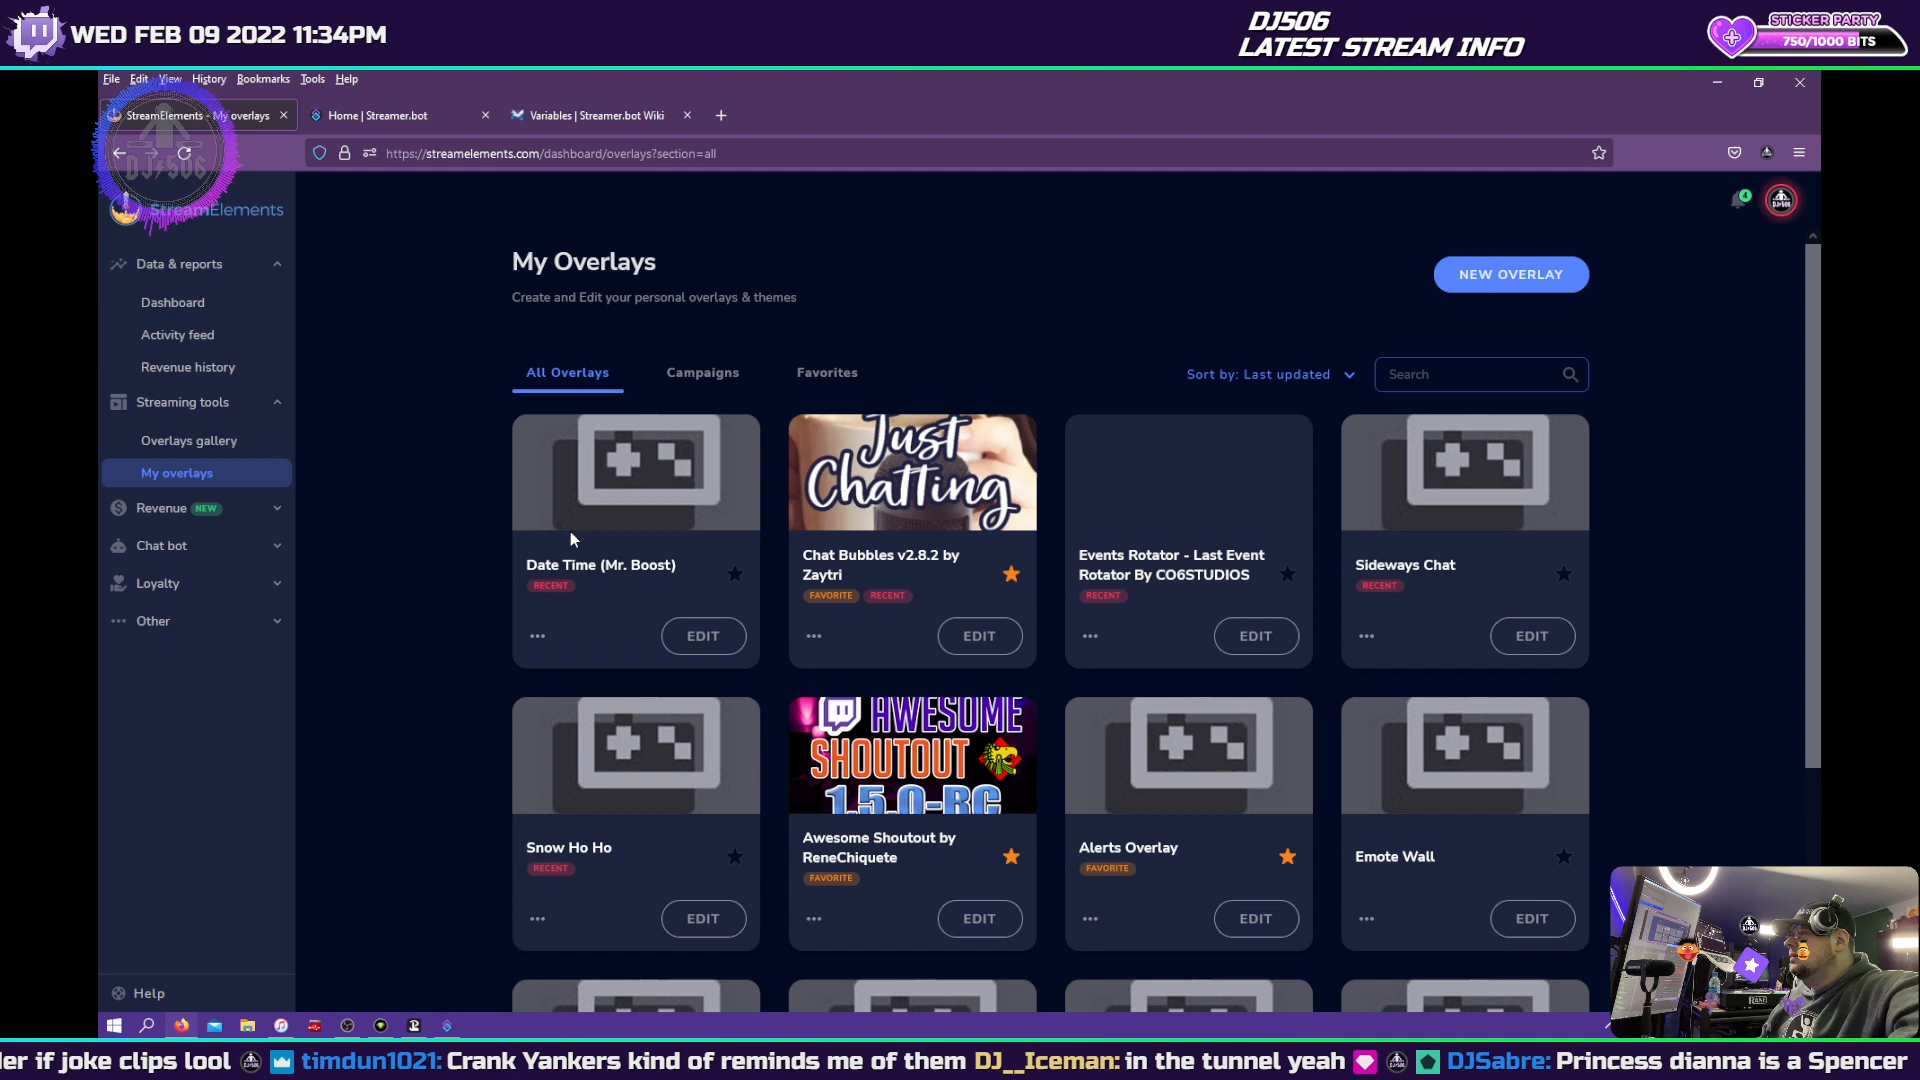 WED FEB 09 2022 11:34PM
DJ506
LATEST STREAM INFO
STICKER PARTY
750/1000 BITS
File Edit View History Bookmarks Tools Help
StreamElements - My overlays
Home | Streamer.bot
Variables | Streamer.bot Wiki
https://streamelements.com/dashboard/overlays?section=all
DJ506
StreamElements
4
DJ506
Data & reports
Dashboard
Activity feed
Revenue history
Streaming tools
Overlays gallery
My overlays
Revenue NEW
Chat bot
Loyalty
Other
Help
My Overlays
NEW OVERLAY
Create and Edit your personal overlays & themes
All Overlays
Campaigns
Favorites
Sort by: Last updated
Search
Just
Chatting
Date Time (Mr. Boost)
RECENT
EDIT
Chat Bubbles v2.8.2 by
Zaytri
FAVORITE RECENT
EDIT
Events Rotator - Last Event
Rotator By CO6STUDIOS
RECENT
EDIT
Sideways Chat
RECENT
EDIT
AWESOME
SHOUTOUT
1.5.0-RC
Snow Ho Ho
RECENT
EDIT
Awesome Shoutout by
ReneChiquete
FAVORITE
EDIT
Alerts Overlay
FAVORITE
EDIT
Emote Wall
EDIT
der if joke clips lool timdun1021: Crank Yankers kind of reminds me of them DJ__Iceman: in the tunnel yeah DJSabre: Princess dianna is a Spencer